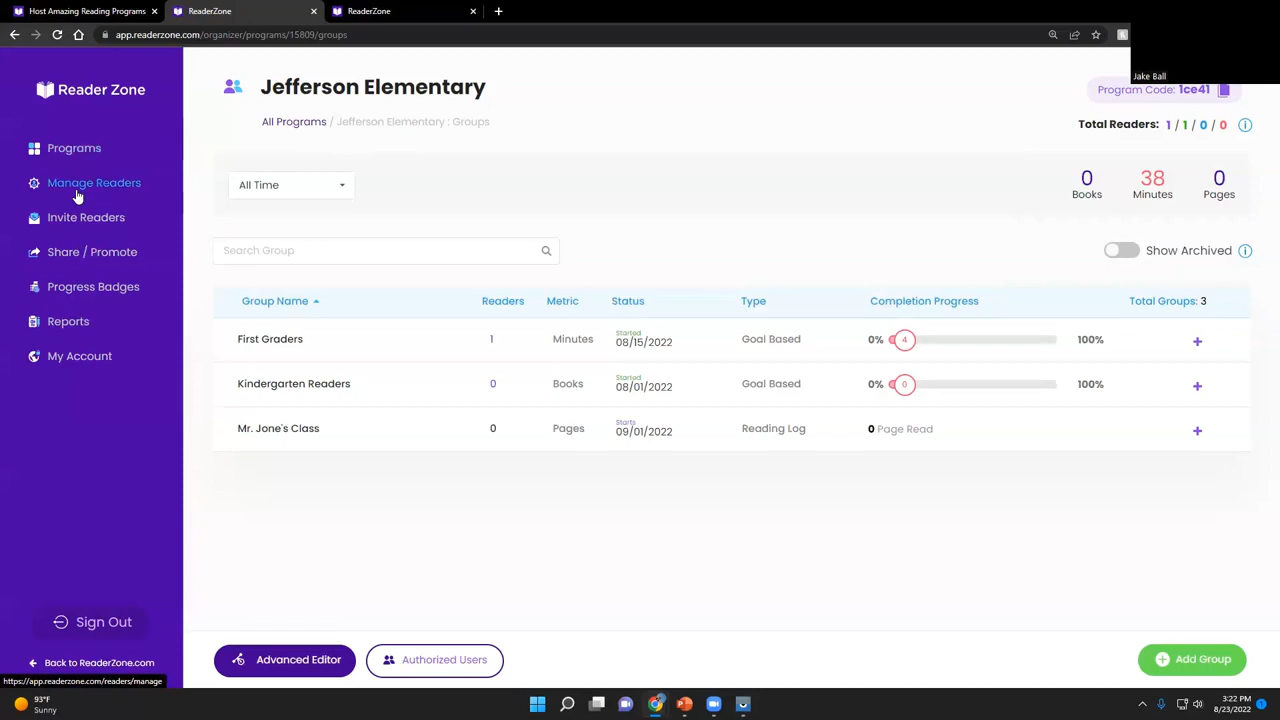 Host Amazing Reading Programs
ReaderZone
ReaderZone
app.readerzone.com/organizer/programs/15809/groups
Jake Ball
Reader Zone
Programs
Manage Readers
Invite Readers
Share / Promote
Progress Badges
Reports
My Account
Sign Out
Back to ReaderZone.com
https://app.readerzone.com/readers/manage
Jefferson Elementary
Program Code: 1ce41
All Programs / Jefferson Elementary : Groups
Total Readers: 1 / 1 / 0 / 0
All Time
0 38 0
Books Minutes Pages
Search Group
Show Archived
Group Name Readers Metric Status Type Completion Progress Total Groups: 3
First Graders 1 Minutes Started 08/15/2022 Goal Based 0% 4 100% +
Kindergarten Readers 0 Books Started 08/01/2022 Goal Based 0% 0 100% +
Mr. Jone's Class 0 Pages Starts 09/01/2022 Reading Log 0 Page Read +
Advanced Editor
Authorized Users
Add Group
93°F
Sunny
3:22 PM
8/23/2022